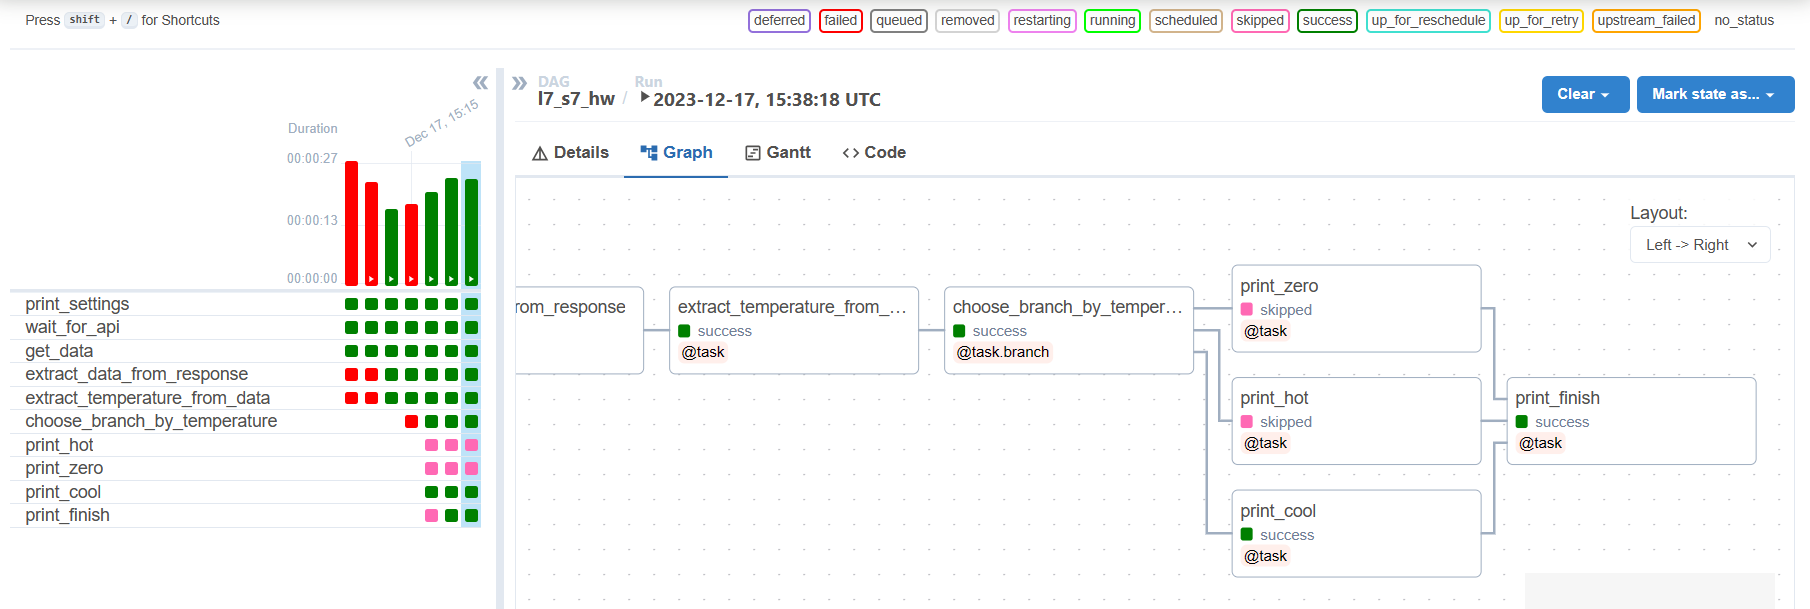 Press shift + / for Shortcuts
deferred failed queued removed restarting running scheduled skipped success up_for_reschedule up_for_retry upstream_failed no_status
DAG
l7_s7_hw /
Run
2023-12-17, 15:38:18 UTC
Clear
Mark state as...
Details
Graph
Gantt
Code
Dec 17, 15:15
Duration
00:00:27
00:00:13
00:00:00
print_settings
wait_for_api
get_data
extract_data_from_response
extract_temperature_from_data
choose_branch_by_temperature
print_hot
print_zero
print_cool
print_finish
Layout:
Left -> Right
rom_response
extract_temperature_from_…
success
@task
choose_branch_by_temper…
success
@task.branch
print_zero
skipped
@task
print_hot
skipped
@task
print_cool
success
@task
print_finish
success
@task